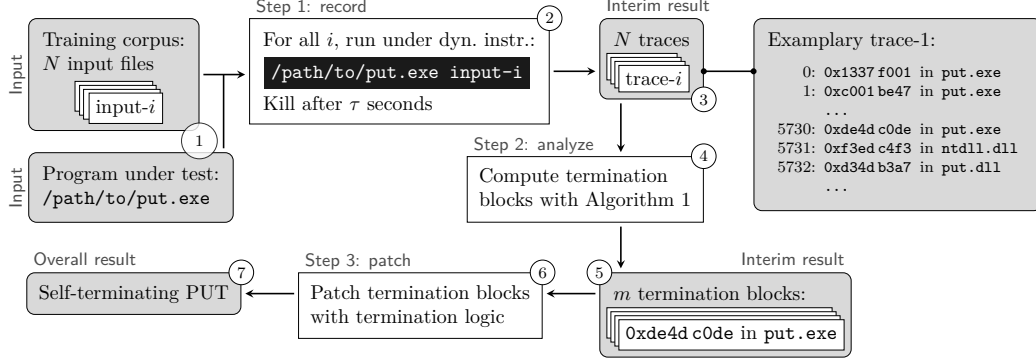 Step 1: record
Interim result
Input
Training corpus:
N input files
input-i
1
2
For all i, run under dyn. instr.:
/path/to/put.exe input-i
Kill after τ seconds
N traces
trace-i
3
Examplary trace-1:
0: 0x1337 f001 in put.exe
1: 0xc001 be47 in put.exe
...
5730: 0xde4d c0de in put.exe
5731: 0xf3ed c4f3 in ntdll.dll
5732: 0xd34d b3a7 in put.dll
...
Input
Program under test:
/path/to/put.exe
Step 2: analyze
4
Compute termination
blocks with Algorithm 1
Overall result
7
Self-terminating PUT
Step 3: patch
6
Patch termination blocks
with termination logic
Interim result
5
m termination blocks:
0xde4d c0de in put.exe